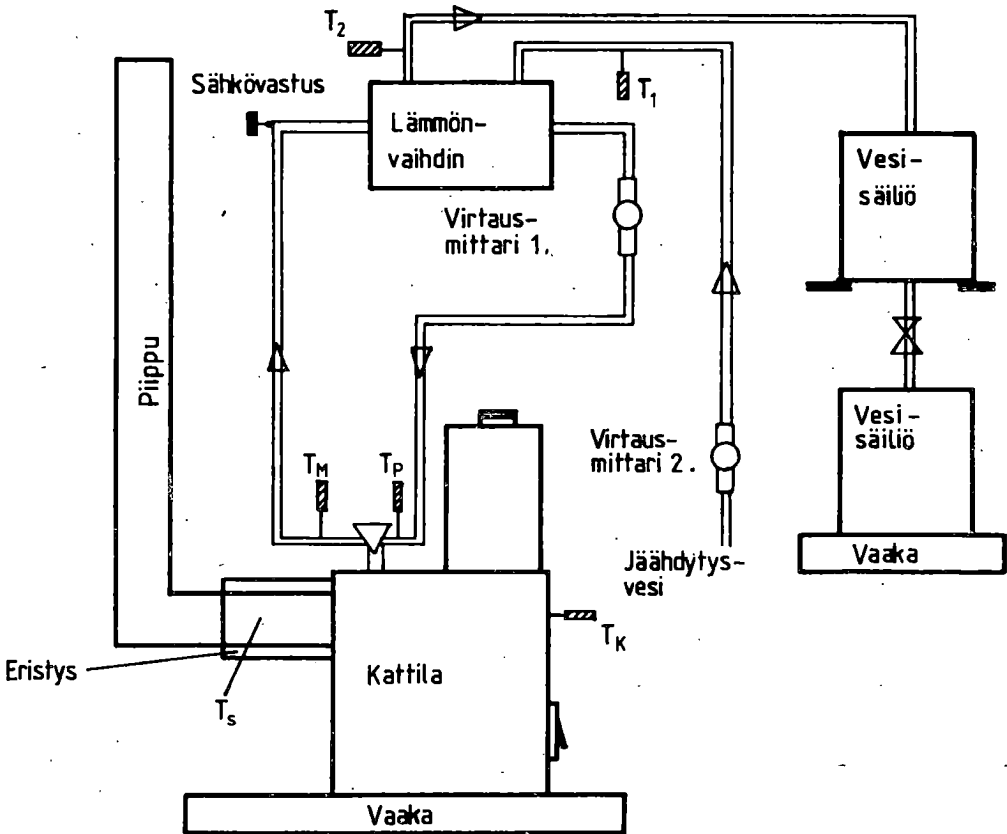 T2
Sähkövastus
T1
Lämmön-
vaihdin
Vesi-
säiliö
Virtaus-
mittari 1.
Piippu
Vesi-
säiliö
Virtaus-
mittari 2.
TM
TP
Vaaka
Jäähdytys-
vesi
TK
Eristys
Kattila
Ts
Vaaka